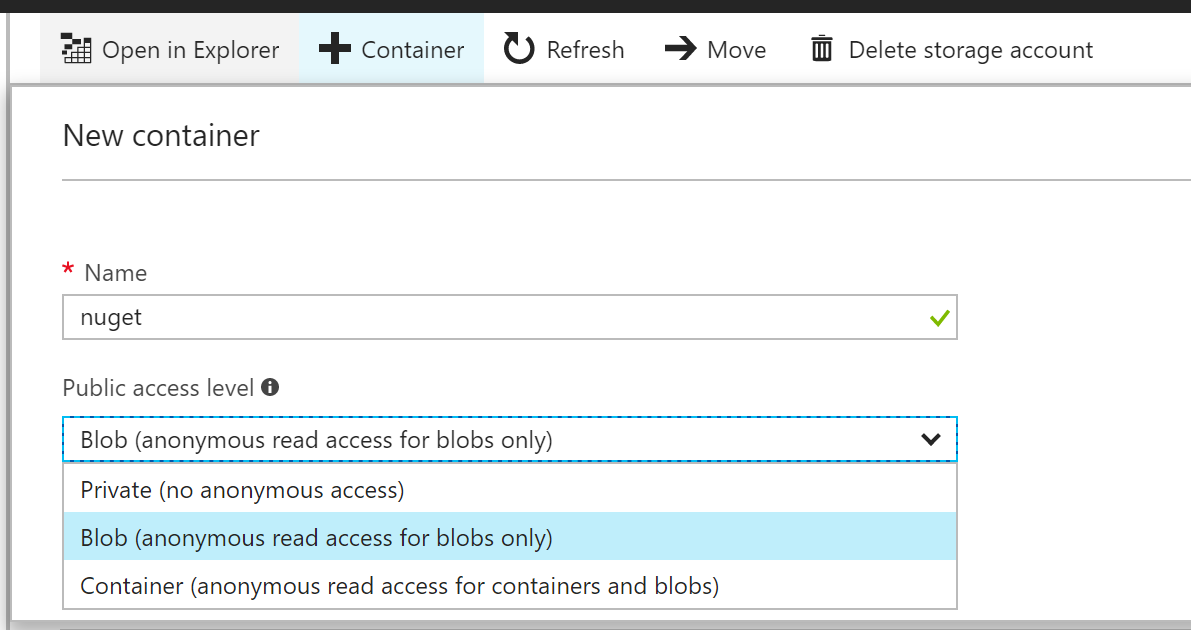 Open in Explorer Container Refresh Move Delete storage account
New container
* Name
nuget
Public access level
Blob (anonymous read access for blobs only)
Private (no anonymous access)
Blob (anonymous read access for blobs only)
Container (anonymous read access for containers and blobs)